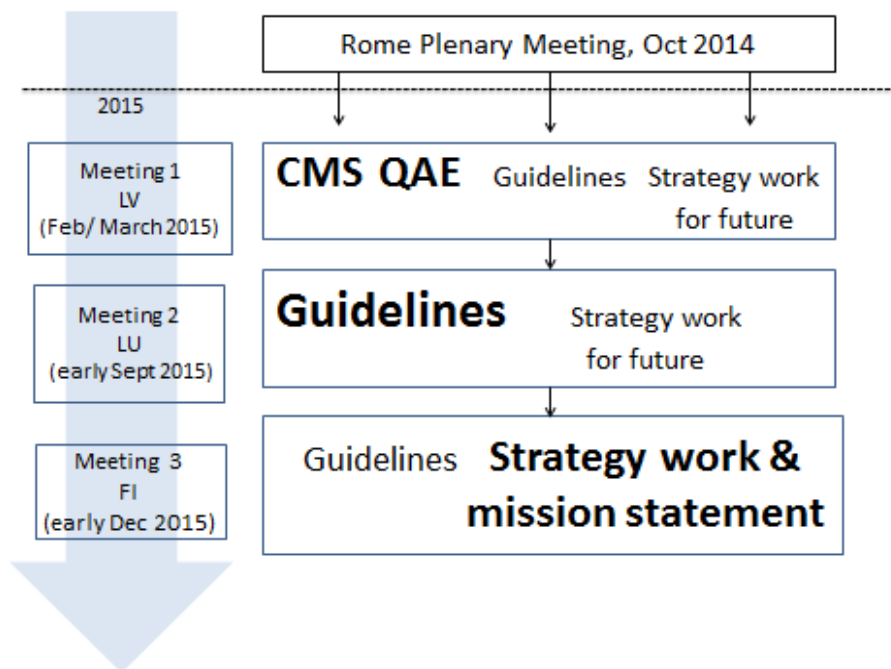 Rome Plenary Meeting, Oct 2014
2015
Meeting 1
LV
(Feb/ March 2015)
CMS QAE Guidelines Strategy work
for future
Meeting 2
LU
(early Sept 2015)
Guidelines Strategy work
for future
Meeting 3
FI
(early Dec 2015)
Guidelines Strategy work &
mission statement